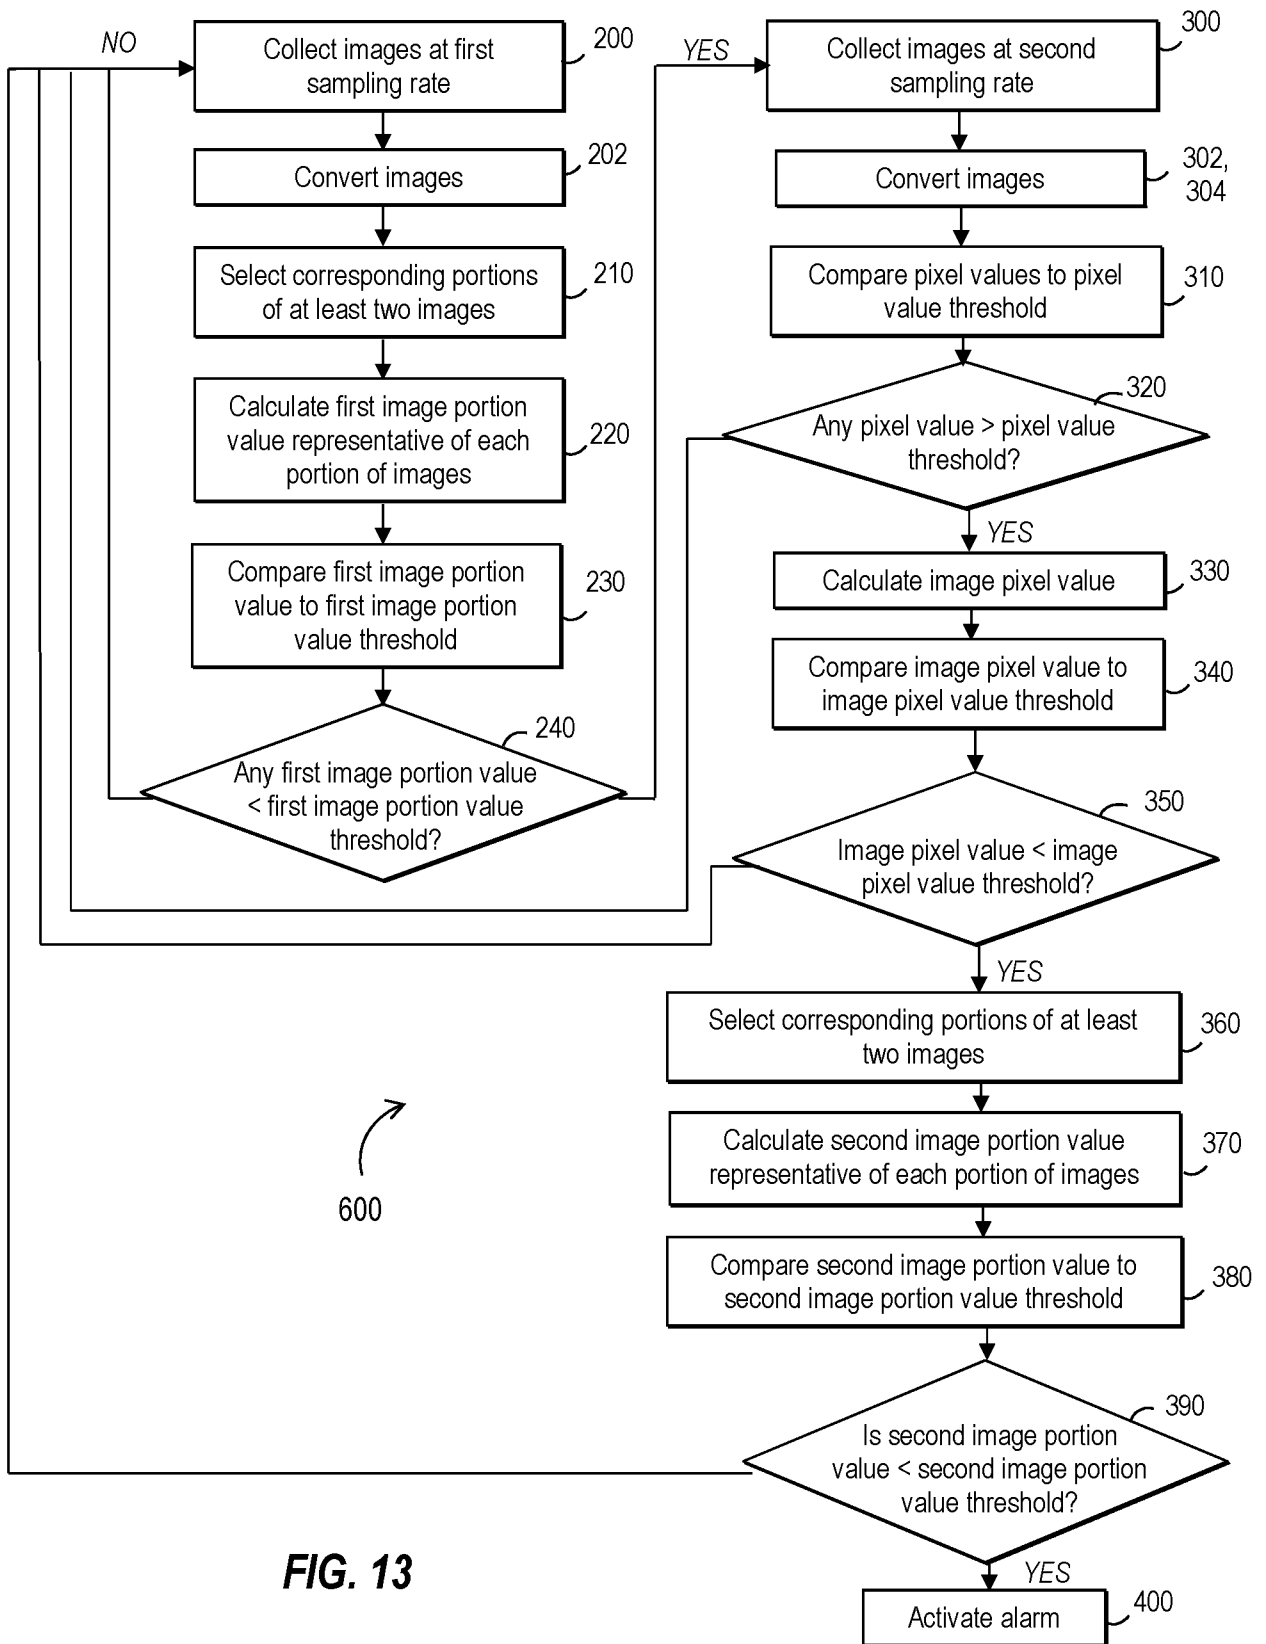 NO
Collect images at first
sampling rate
200
Convert images
202
Select corresponding portions
of at least two images
210
Calculate first image portion
value representative of each
portion of images
220
Compare first image portion
value to first image portion
value threshold
230
Any first image portion value
< first image portion value
threshold?
240
YES
Collect images at second
sampling rate
300
Convert images
302,
304
Compare pixel values to pixel
value threshold
310
Any pixel value > pixel value
threshold?
320
YES
Calculate image pixel value
330
Compare image pixel value to
image pixel value threshold
340
Image pixel value < image
pixel value threshold?
350
YES
Select corresponding portions of at least
two images
360
Calculate second image portion value
representative of each portion of images
370
Compare second image portion value to
second image portion value threshold
380
Is second image portion
value < second image portion
value threshold?
390
YES
Activate alarm
400
600
FIG. 13